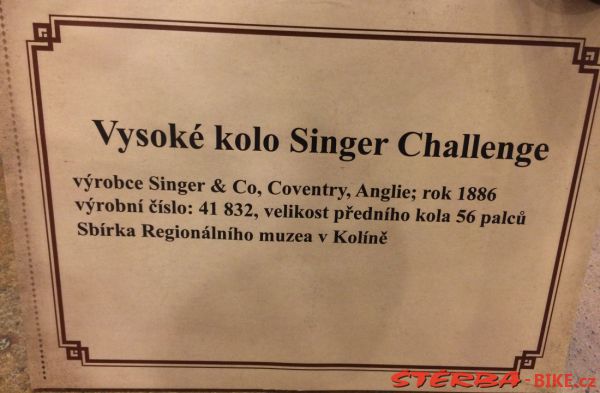 Vysoké kolo Singer Challenge
výrobce Singer & Co, Coventry, Anglie; rok 1886
výrobní číslo: 41 832, velikost předního kola 56 palců
Sbírka Regionálního muzea v Kolíně
STERBA-BIKE.cz